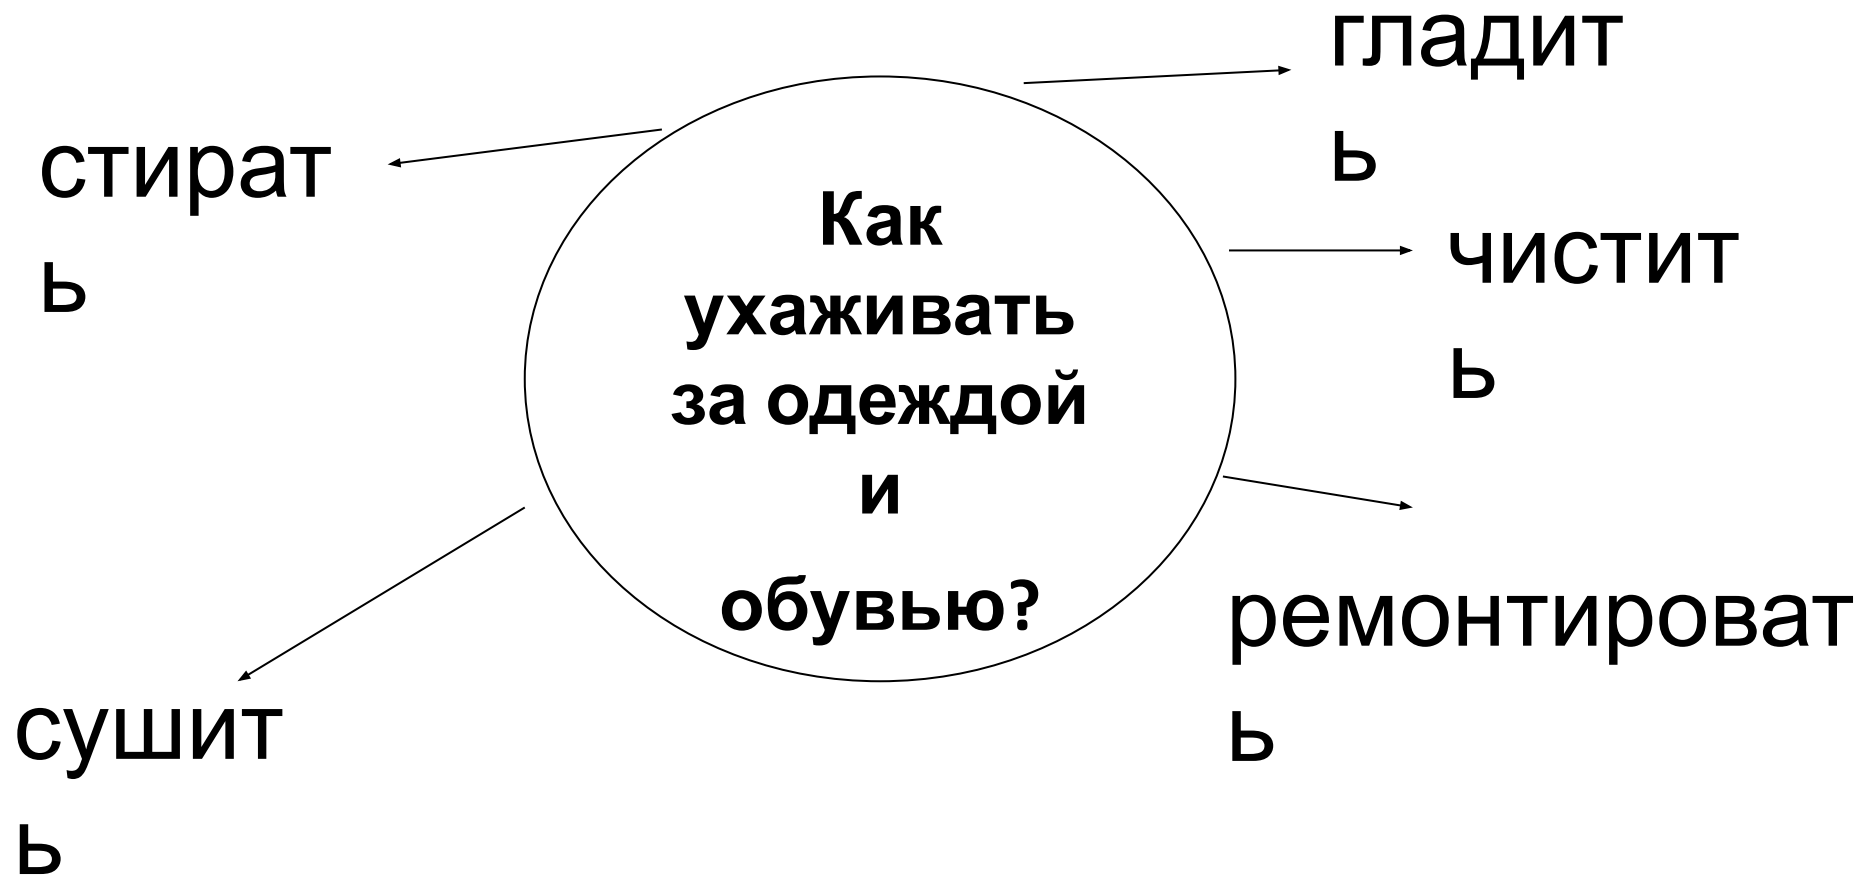 гладит
ь
стират
ь
Как
ухаживать
за одеждой
и
обувью?
чистит
ь
ремонтироват
ь
сушит
ь